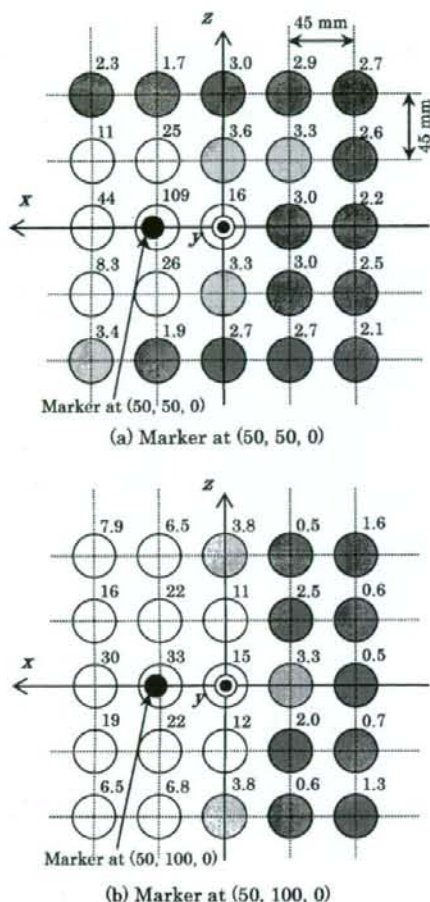 z
45 mm
2.3 1.7 3.0 2.9 2.7
45 mm
11 25 3.6 3.3 2.6
x
44 109 16 3.0 2.2
y
8.3 26 3.3 3.0 2.5
3.4 1.9 2.7 2.7 2.1
Marker at (50, 50, 0)
(a) Marker at (50, 50, 0)
z
7.9 6.5 3.8 0.5 1.6
16 22 11 2.5 0.6
x
30 33 15 3.3 0.5
y
19 22 12 2.0 0.7
6.5 6.8 3.8 0.6 1.3
Marker at (50, 100, 0)
(b) Marker at (50, 100, 0)